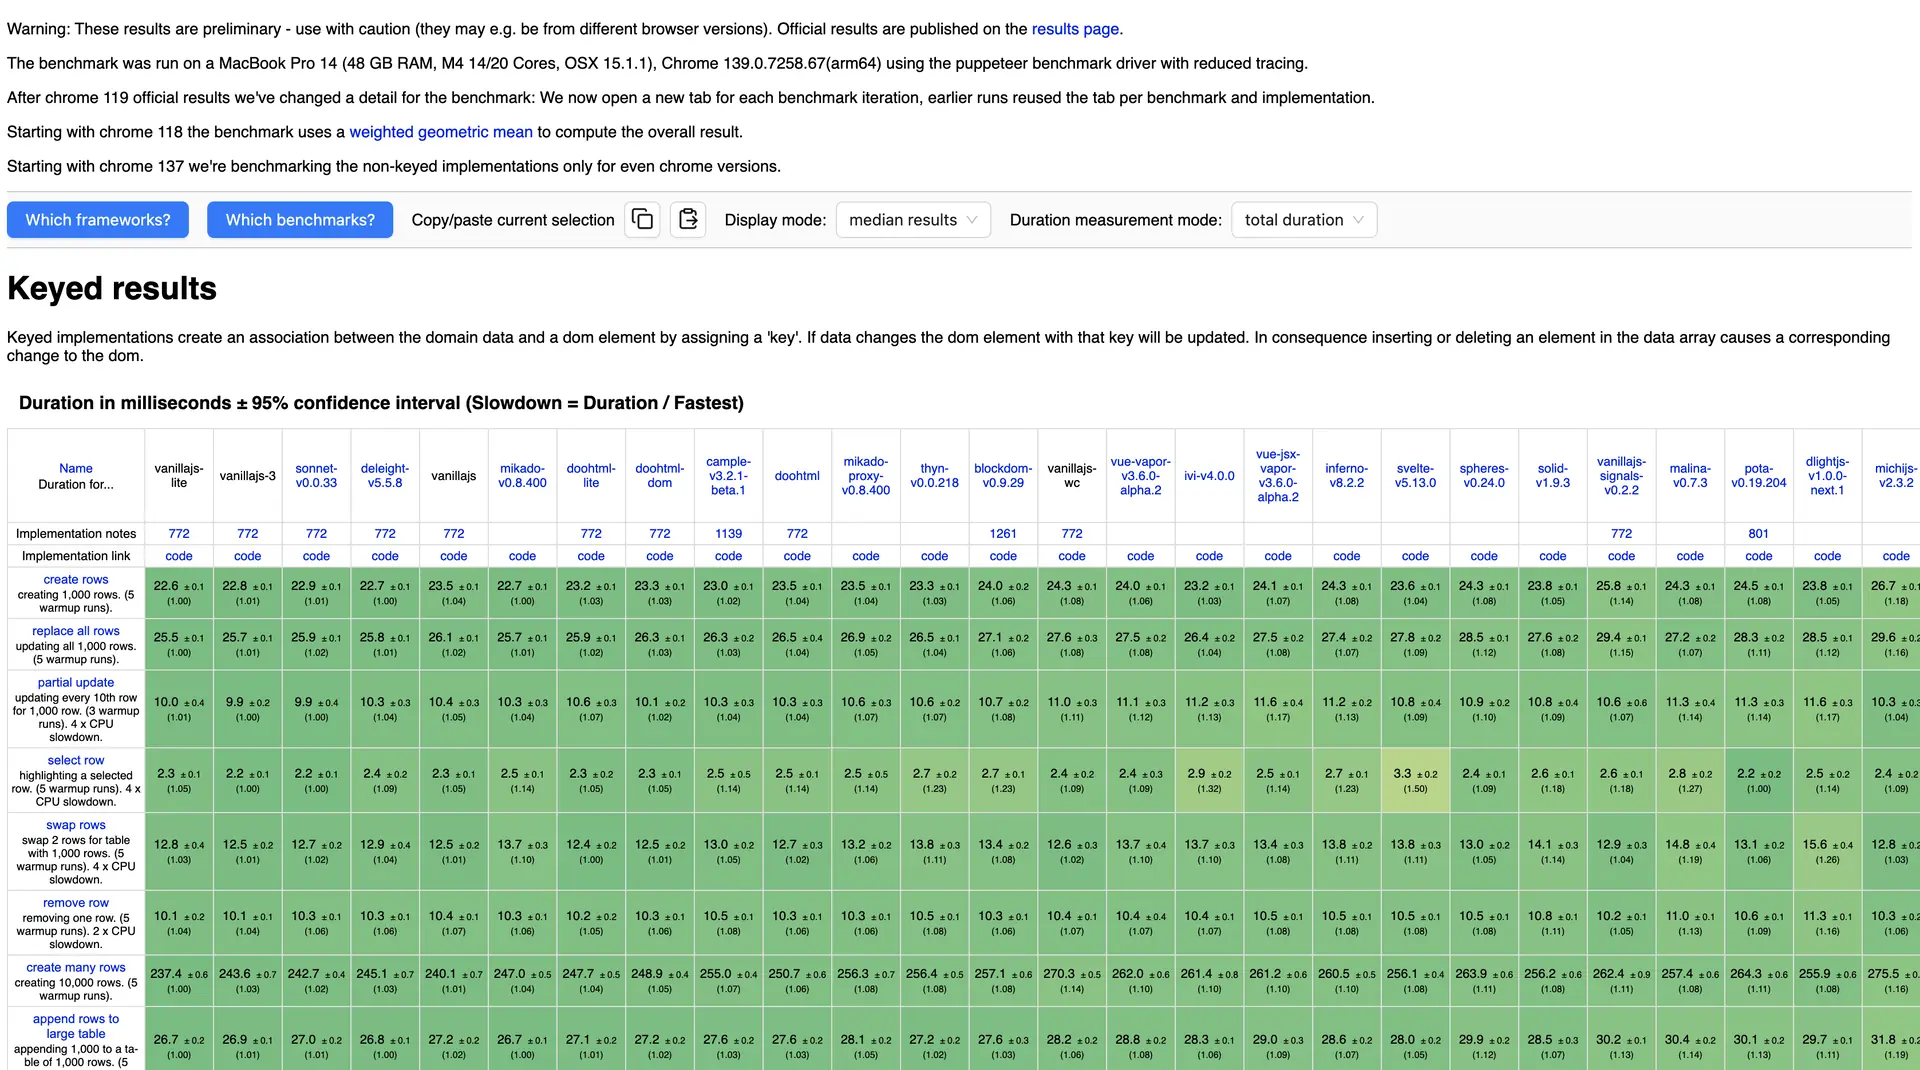 Warning: These results are preliminary - use with caution (they may e.g. be from different browser versions). Official results are published on the results page.
The benchmark was run on a MacBook Pro 14 (48 GB RAM, M4 14/20 Cores, OSX 15.1.1), Chrome 139.0.7258.67(arm64) using the puppeteer benchmark driver with reduced tracing.
After chrome 119 official results we've changed a detail for the benchmark: We now open a new tab for each benchmark iteration, earlier runs reused the tab per benchmark and implementation.
Starting with chrome 118 the benchmark uses a weighted geometric mean to compute the overall result.
Starting with chrome 137 we're benchmarking the non-keyed implementations only for even chrome versions.
Which frameworks? Which benchmarks? Copy/paste current selection Display mode: median results Duration measurement mode: total duration
Keyed results
Keyed implementations create an association between the domain data and a dom element by assigning a 'key'. If data changes the dom element with that key will be updated. In consequence inserting or deleting an element in the data array causes a corresponding
change to the dom.
Duration in milliseconds ± 95% confidence interval (Slowdown = Duration / Fastest)
Name
Duration for...
vanillajs-
lite
vanillajs-3
sonnet-
v0.0.33
deleight-
v5.5.8
vanillajs
mikado-
v0.8.400
doohtml-
lite
doohtml-
dom
cample-
v3.2.1-
beta.1
doohtml
mikado-
proxy-
v0.8.400
thyn-
v0.0.218
blockdom-
v0.9.29
vanillajs-
wc
vue-vapor-
v3.6.0-
alpha.2
ivi-v4.0.0
vue-jsx-
vapor-
v3.6.0-
alpha.2
inferno-
v8.2.2
svelte-
v5.13.0
spheres-
v0.24.0
solid-
v1.9.3
vanillajs-
signals-
v0.2.2
malina-
v0.7.3
pota-
v0.19.204
dlightjs-
v1.0.0-
next.1
michijs-
v2.3.2
Implementation notes 772 772 772 772 772 772 772 1139 772 1261 772 772 801
Implementation link code code code code code code code code code code code code code code code code code code code code code code code code code code
create rows
creating 1,000 rows. (5
warmup runs).
22.6 ±0.1 22.8 ±0.1 22.9 ±0.1 22.7 ±0.1 23.5 ±0.1 22.7 ±0.1 23.2 ±0.1 23.3 ±0.1 23.0 ±0.1 23.5 ±0.1 23.5 ±0.1 23.3 ±0.1 24.0 ±0.2 24.3 ±0.1 24.0 ±0.1 23.2 ±0.1 24.1 ±0.1 24.3 ±0.1 23.6 ±0.1 24.3 ±0.1 23.8 ±0.1 25.8 ±0.1 24.3 ±0.1 24.5 ±0.1 23.8 ±0.1 26.7 ±0.1
(1.00) (1.01) (1.01) (1.00) (1.04) (1.00) (1.03) (1.03) (1.02) (1.04) (1.04) (1.03) (1.06) (1.08) (1.06) (1.03) (1.07) (1.08) (1.04) (1.08) (1.05) (1.14) (1.08) (1.08) (1.05) (1.18)
replace all rows
updating all 1,000 rows.
(5 warmup runs).
25.5 ±0.1 25.7 ±0.1 25.9 ±0.1 25.8 ±0.1 26.1 ±0.1 25.7 ±0.1 25.9 ±0.1 26.3 ±0.1 26.3 ±0.2 26.5 ±0.4 26.9 ±0.2 26.5 ±0.1 27.1 ±0.2 27.6 ±0.3 27.5 ±0.2 26.4 ±0.2 27.5 ±0.2 27.4 ±0.2 27.8 ±0.2 28.5 ±0.1 27.6 ±0.2 29.4 ±0.1 27.2 ±0.2 28.3 ±0.2 28.5 ±0.1 29.6 ±0.2
(1.00) (1.01) (1.02) (1.01) (1.02) (1.01) (1.02) (1.03) (1.03) (1.04) (1.05) (1.04) (1.06) (1.08) (1.08) (1.04) (1.08) (1.07) (1.09) (1.12) (1.08) (1.15) (1.07) (1.11) (1.12) (1.16)
partial update
updating every 10th row
for 1,000 row. (3 warmup
runs). 4 x CPU
slowdown.
10.0 ±0.4 9.9 ±0.2 9.9 ±0.4 10.3 ±0.3 10.4 ±0.3 10.3 ±0.3 10.6 ±0.3 10.1 ±0.2 10.3 ±0.3 10.3 ±0.3 10.6 ±0.3 10.6 ±0.2 10.7 ±0.2 11.0 ±0.3 11.1 ±0.3 11.2 ±0.3 11.6 ±0.4 11.2 ±0.2 10.8 ±0.4 10.9 ±0.2 10.8 ±0.4 10.6 ±0.6 11.3 ±0.4 11.3 ±0.3 11.6 ±0.3 10.3 ±0.3
(1.01) (1.00) (1.00) (1.04) (1.05) (1.04) (1.07) (1.02) (1.04) (1.04) (1.07) (1.07) (1.08) (1.11) (1.12) (1.13) (1.17) (1.13) (1.09) (1.10) (1.09) (1.07) (1.14) (1.14) (1.17) (1.04)
select row
highlighting a selected
row. (5 warmup runs). 4 x
CPU slowdown.
2.3 ±0.1 2.2 ±0.1 2.2 ±0.1 2.4 ±0.2 2.3 ±0.1 2.5 ±0.1 2.3 ±0.2 2.3 ±0.1 2.5 ±0.5 2.5 ±0.1 2.5 ±0.5 2.7 ±0.2 2.7 ±0.1 2.4 ±0.2 2.4 ±0.3 2.9 ±0.2 2.5 ±0.1 2.7 ±0.1 3.3 ±0.2 2.4 ±0.1 2.6 ±0.1 2.6 ±0.1 2.8 ±0.2 2.2 ±0.2 2.5 ±0.2 2.4 ±0.2
(1.05) (1.00) (1.00) (1.09) (1.05) (1.14) (1.05) (1.05) (1.14) (1.14) (1.14) (1.23) (1.23) (1.09) (1.09) (1.32) (1.14) (1.23) (1.50) (1.09) (1.18) (1.18) (1.27) (1.00) (1.14) (1.09)
swap rows
swap 2 rows for table
with 1,000 rows. (5
warmup runs). 4 x CPU
slowdown.
12.8 ±0.4 12.5 ±0.2 12.7 ±0.2 12.9 ±0.4 12.5 ±0.2 13.7 ±0.3 12.4 ±0.2 12.5 ±0.2 13.0 ±0.2 12.7 ±0.3 13.2 ±0.2 13.8 ±0.3 13.4 ±0.2 12.6 ±0.3 13.7 ±0.4 13.7 ±0.3 13.4 ±0.3 13.8 ±0.2 13.8 ±0.3 13.0 ±0.2 14.1 ±0.3 12.9 ±0.3 14.8 ±0.4 13.1 ±0.2 15.6 ±0.4 12.8 ±0.2
(1.03) (1.01) (1.02) (1.04) (1.01) (1.10) (1.00) (1.01) (1.05) (1.02) (1.06) (1.11) (1.08) (1.02) (1.10) (1.10) (1.08) (1.11) (1.11) (1.05) (1.14) (1.04) (1.19) (1.06) (1.26) (1.03)
remove row
removing one row. (5
warmup runs). 2 x CPU
slowdown.
10.1 ±0.2 10.1 ±0.1 10.3 ±0.1 10.3 ±0.1 10.4 ±0.1 10.3 ±0.1 10.2 ±0.2 10.3 ±0.1 10.5 ±0.1 10.3 ±0.1 10.3 ±0.1 10.5 ±0.1 10.3 ±0.1 10.4 ±0.1 10.4 ±0.4 10.4 ±0.1 10.5 ±0.1 10.5 ±0.1 10.5 ±0.1 10.5 ±0.1 10.8 ±0.1 10.2 ±0.1 11.0 ±0.1 10.6 ±0.1 11.3 ±0.1 10.3 ±0.2
(1.04) (1.04) (1.06) (1.06) (1.07) (1.06) (1.05) (1.06) (1.08) (1.06) (1.06) (1.08) (1.06) (1.07) (1.07) (1.07) (1.08) (1.08) (1.08) (1.08) (1.11) (1.05) (1.13) (1.09) (1.16) (1.06)
create many rows
creating 10,000 rows. (5
warmup runs).
237.4 ±0.6 243.6 ±0.7 242.7 ±0.4 245.1 ±0.7 240.1 ±0.7 247.0 ±0.5 247.7 ±0.5 248.9 ±0.4 255.0 ±0.4 250.7 ±0.6 256.3 ±0.7 256.4 ±0.5 257.1 ±0.6 270.3 ±0.5 262.0 ±0.6 261.4 ±0.8 261.2 ±0.6 260.5 ±0.5 256.1 ±0.4 263.9 ±0.6 256.2 ±0.6 262.4 ±0.9 257.4 ±0.6 264.3 ±0.6 255.9 ±0.6 275.5 ±0.
(1.00) (1.03) (1.02) (1.03) (1.01) (1.04) (1.04) (1.05) (1.07) (1.06) (1.08) (1.08) (1.08) (1.14) (1.10) (1.10) (1.10) (1.10) (1.08) (1.11) (1.08) (1.11) (1.08) (1.11) (1.08) (1.16)
append rows to
large table
appending 1,000 to a ta-
ble of 1,000 rows. (5
26.7 ±0.2 26.9 ±0.1 27.0 ±0.2 26.8 ±0.1 27.2 ±0.2 26.7 ±0.1 27.1 ±0.2 27.2 ±0.2 27.6 ±0.2 27.6 ±0.2 28.1 ±0.2 27.2 ±0.2 27.6 ±0.3 28.2 ±0.2 28.8 ±0.2 28.3 ±0.1 29.0 ±0.3 28.6 ±0.2 28.0 ±0.2 29.9 ±0.2 28.5 ±0.3 30.2 ±0.1 30.4 ±0.2 30.1 ±0.2 29.7 ±0.1 31.8 ±0.2
(1.00) (1.01) (1.01) (1.00) (1.02) (1.00) (1.01) (1.02) (1.03) (1.03) (1.05) (1.02) (1.03) (1.06) (1.08) (1.06) (1.09) (1.07) (1.05) (1.12) (1.07) (1.13) (1.14) (1.13) (1.11) (1.19)